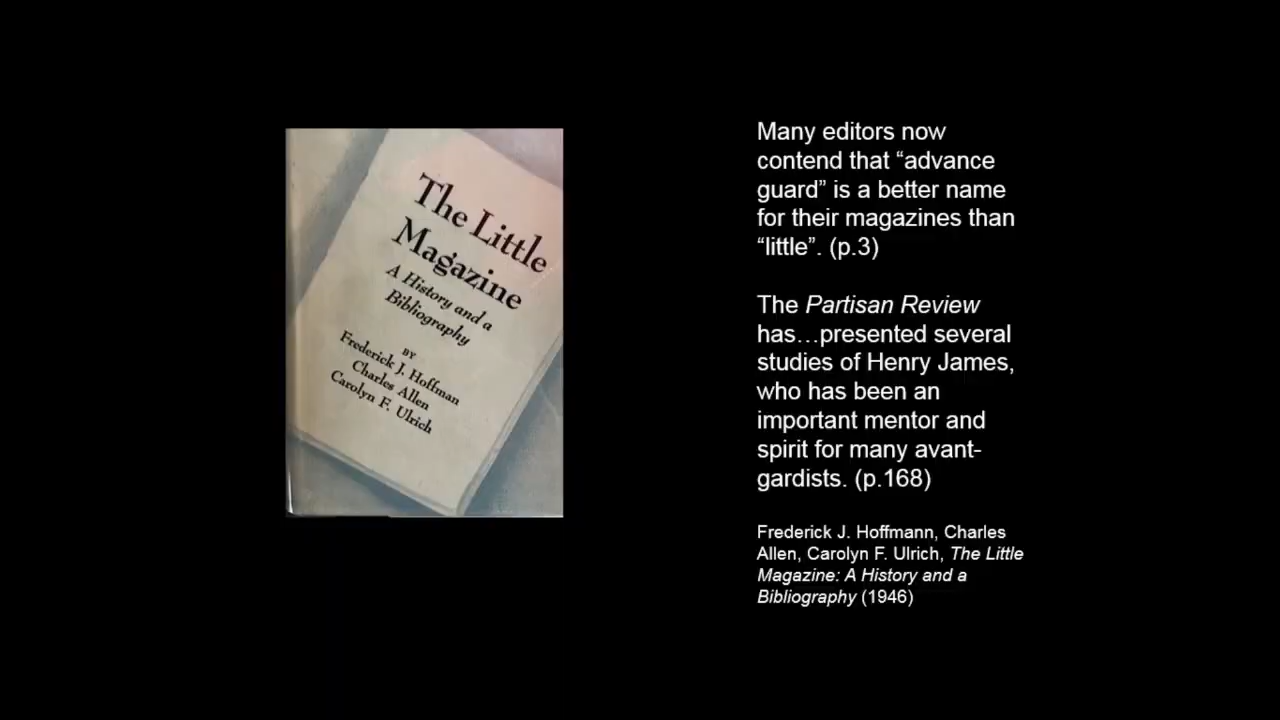 The Little
Magazine
A History and a
Bibliography
BY
Frederick J. Hoffman
Charles Allen
Carolyn F. Ulrich
Many editors now
contend that “advance
guard” is a better name
for their magazines than
“little”. (p.3)
The Partisan Review
has…presented several
studies of Henry James,
who has been an
important mentor and
spirit for many avant-
gardists. (p.168)
Frederick J. Hoffmann, Charles
Allen, Carolyn F. Ulrich, The Little
Magazine: A History and a
Bibliography (1946)